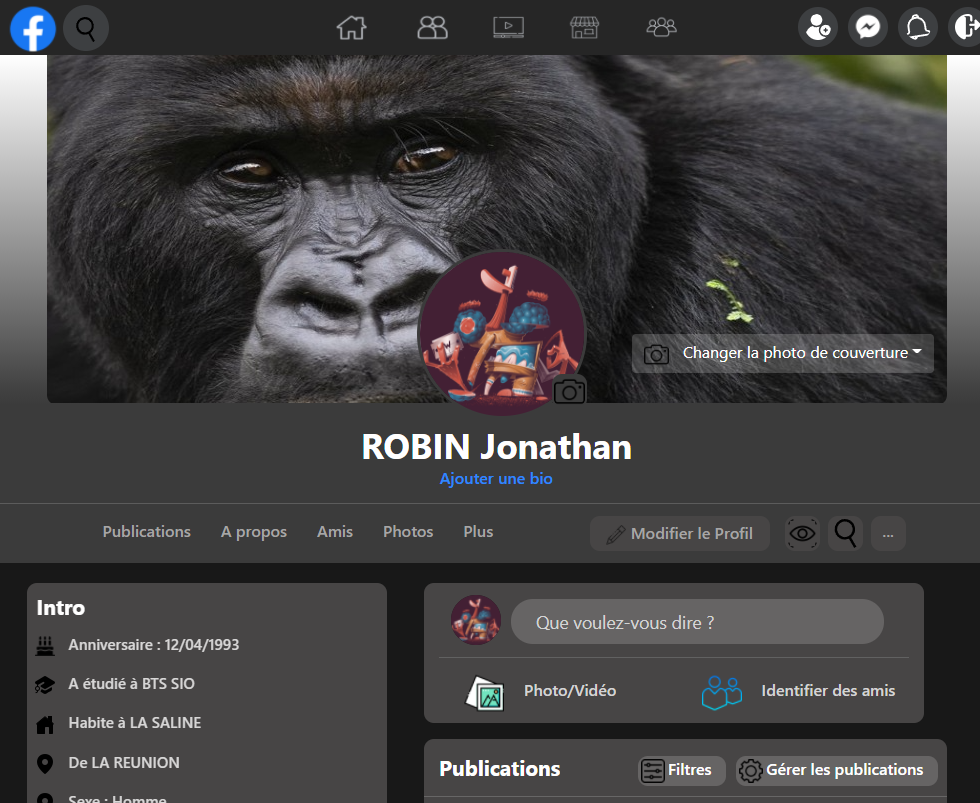 Changer la photo de couverture
ROBIN Jonathan
Ajouter une bio
Publications A propos Amis Photos Plus Modifier le Profil ...
Intro
Anniversaire : 12/04/1993
A étudié à BTS SIO
Habite à LA SALINE
De LA REUNION
Sexe : Homme
Que voulez-vous dire ?
Photo/Vidéo Identifier des amis
Publications Filtres Gérer les publications